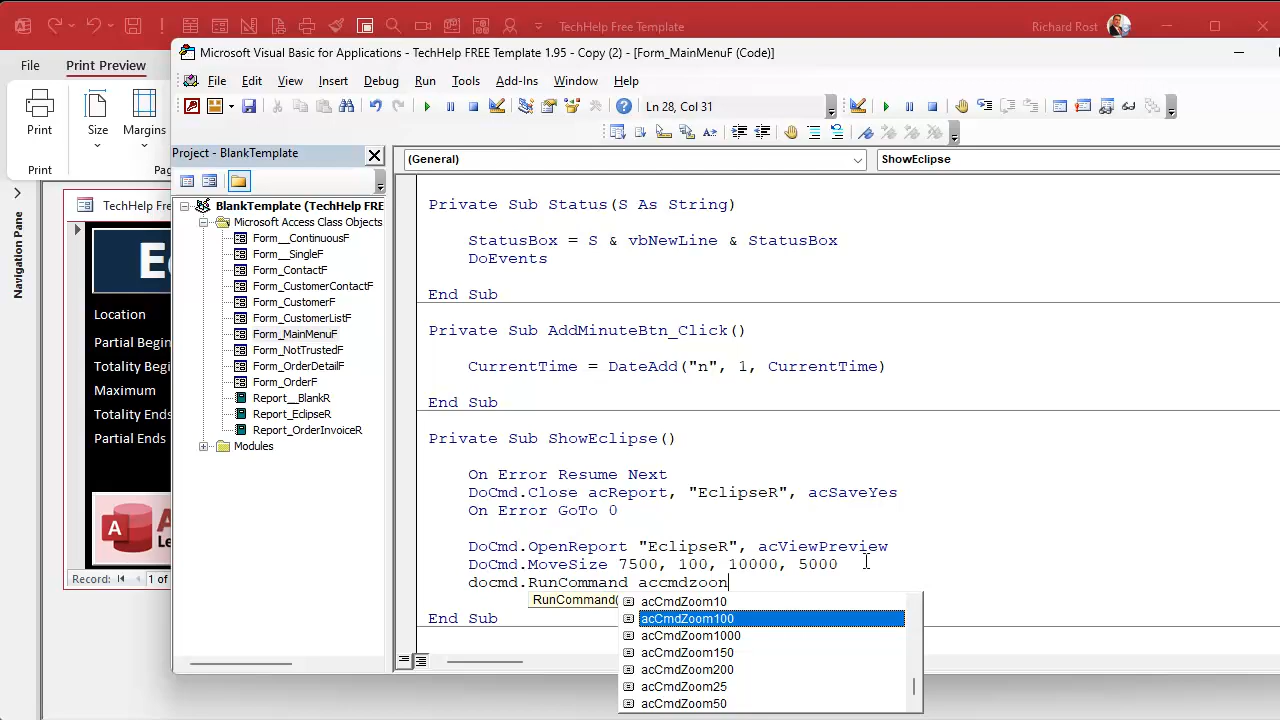 TechHelp Free Template
Richard Rost
File
Print Preview
Print
Size
Margins
Print
Navigation Pane
TechHelp
Location
Partial Begin
Totality Beg
Maximum
Totality Ends
Partial Ends
Record:
1 of
Microsoft Visual Basic for Applications - TechHelp FREE Template 1.95 - Copy (2) - [Form_MainMenuF (Code)]
File Edit View Insert Debug Run Tools Add-Ins Window Help
Ln 28, Col 31
Project - BlankTemplate
BlankTemplate (TechHelp FRE
Microsoft Access Class Objects
Form__ContinuousF
Form__SingleF
Form_ContactF
Form_CustomerContactF
Form_CustomerF
Form_CustomerListF
Form_MainMenuF
Form_NotTrustedF
Form_OrderDetailF
Form_OrderF
Report__BlankR
Report_EclipseR
Report_OrderInvoiceR
Modules
(General)
ShowEclipse
Private Sub Status(S As String)
StatusBox = S & vbNewLine & StatusBox
DoEvents
End Sub
Private Sub AddMinuteBtn_Click()
CurrentTime = DateAdd("n", 1, CurrentTime)
End Sub
Private Sub ShowEclipse()
On Error Resume Next
DoCmd.Close acReport, "EclipseR", acSaveYes
On Error GoTo 0
DoCmd.OpenReport "EclipseR", acViewPreview
DoCmd.MoveSize 7500, 100, 10000, 5000
docmd.RunCommand accmdzoon
RunCommand(
End Sub
acCmdZoom10
acCmdZoom100
acCmdZoom1000
acCmdZoom150
acCmdZoom200
acCmdZoom25
acCmdZoom50